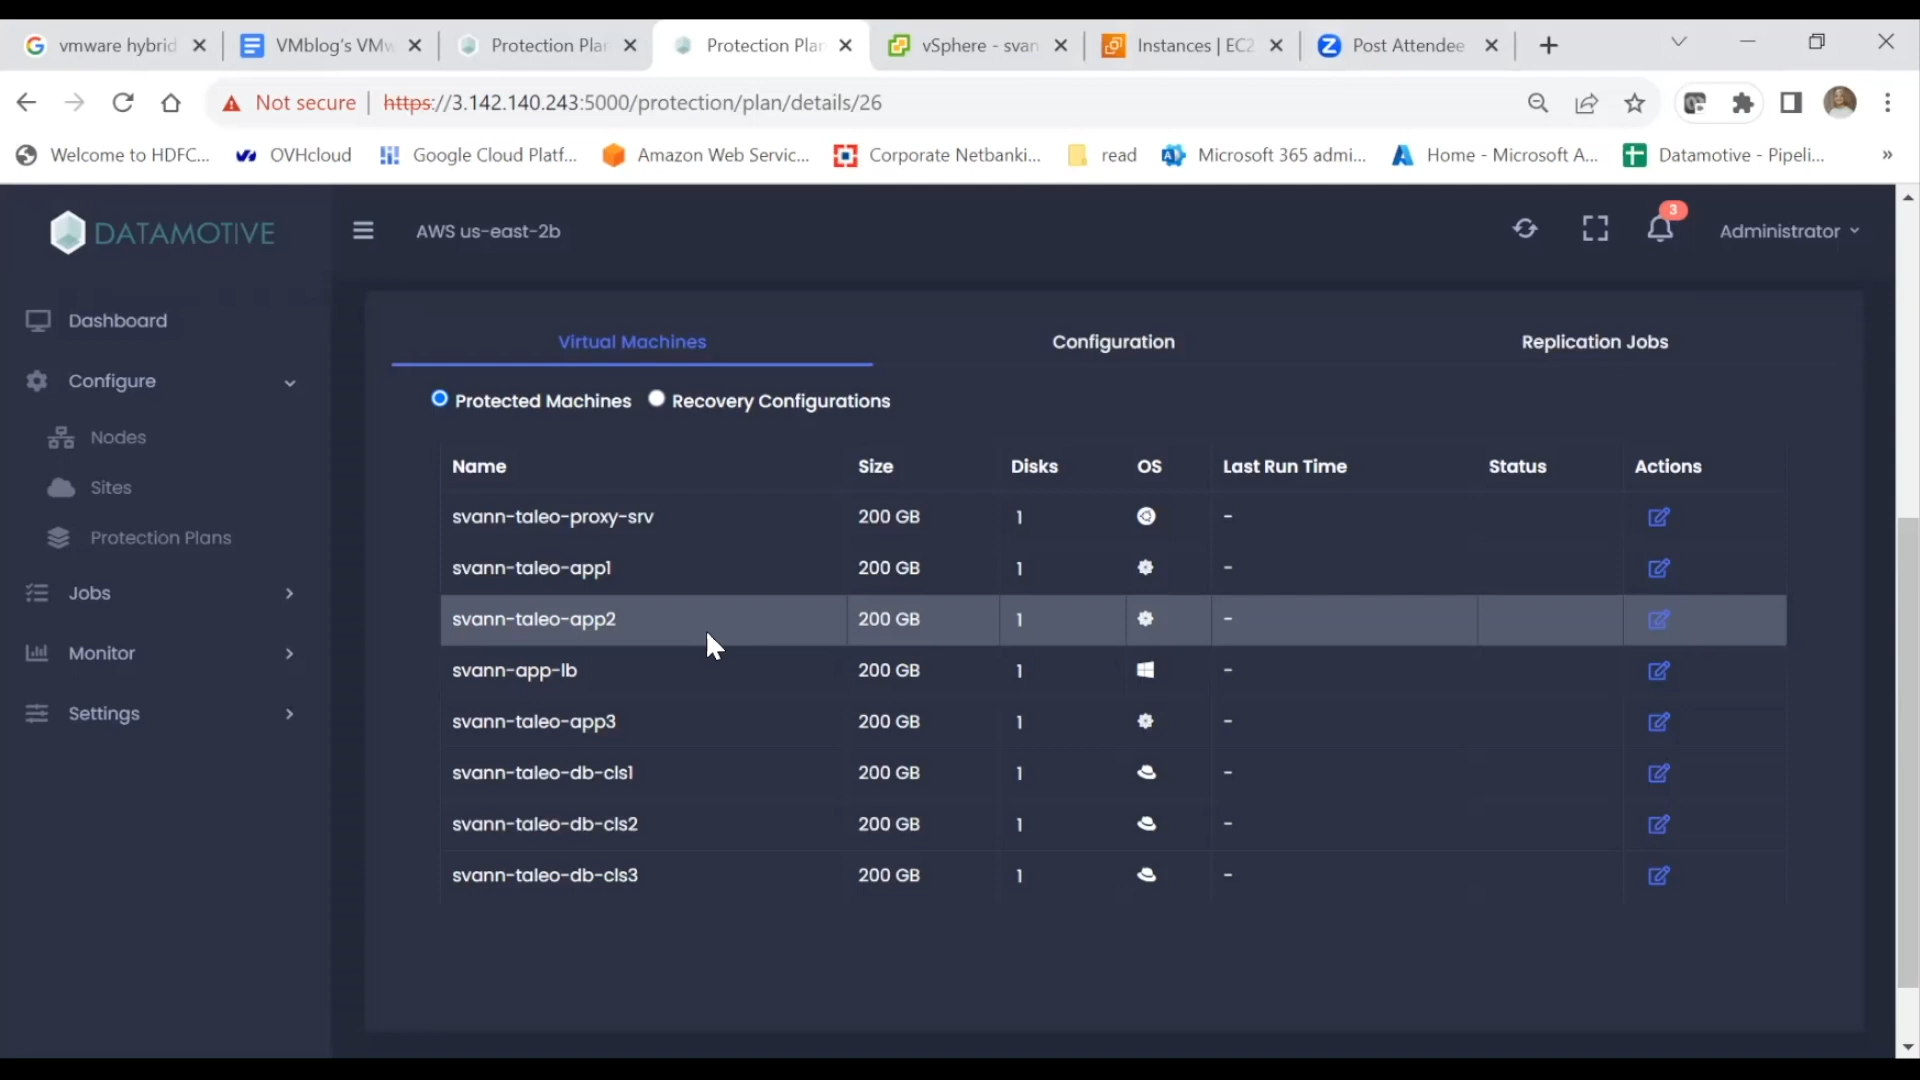 vmware hybrid
VMblog's VMw
Protection Plan
Protection Plan
vSphere - svan
Instances | EC2
Post Attendee
Not secure | https://3.142.140.243:5000/protection/plan/details/26
Welcome to HDFC...
OVHcloud
Google Cloud Platf...
Amazon Web Servic...
Corporate Netbanki...
read
Microsoft 365 admi...
Home - Microsoft A...
Datamotive - Pipeli...
»
DATAMOTIVE
AWS us-east-2b
3
Administrator
Dashboard
Configure
Nodes
Sites
Protection Plans
Jobs
Monitor
Settings
Virtual Machines
Configuration
Replication Jobs
Protected Machines
Recovery Configurations
Name Size Disks OS Last Run Time Status Actions
svann-taleo-proxy-srv 200 GB 1 -
svann-taleo-app1 200 GB 1 -
svann-taleo-app2 200 GB 1 -
svann-app-lb 200 GB 1 -
svann-taleo-app3 200 GB 1 -
svann-taleo-db-cls1 200 GB 1 -
svann-taleo-db-cls2 200 GB 1 -
svann-taleo-db-cls3 200 GB 1 -